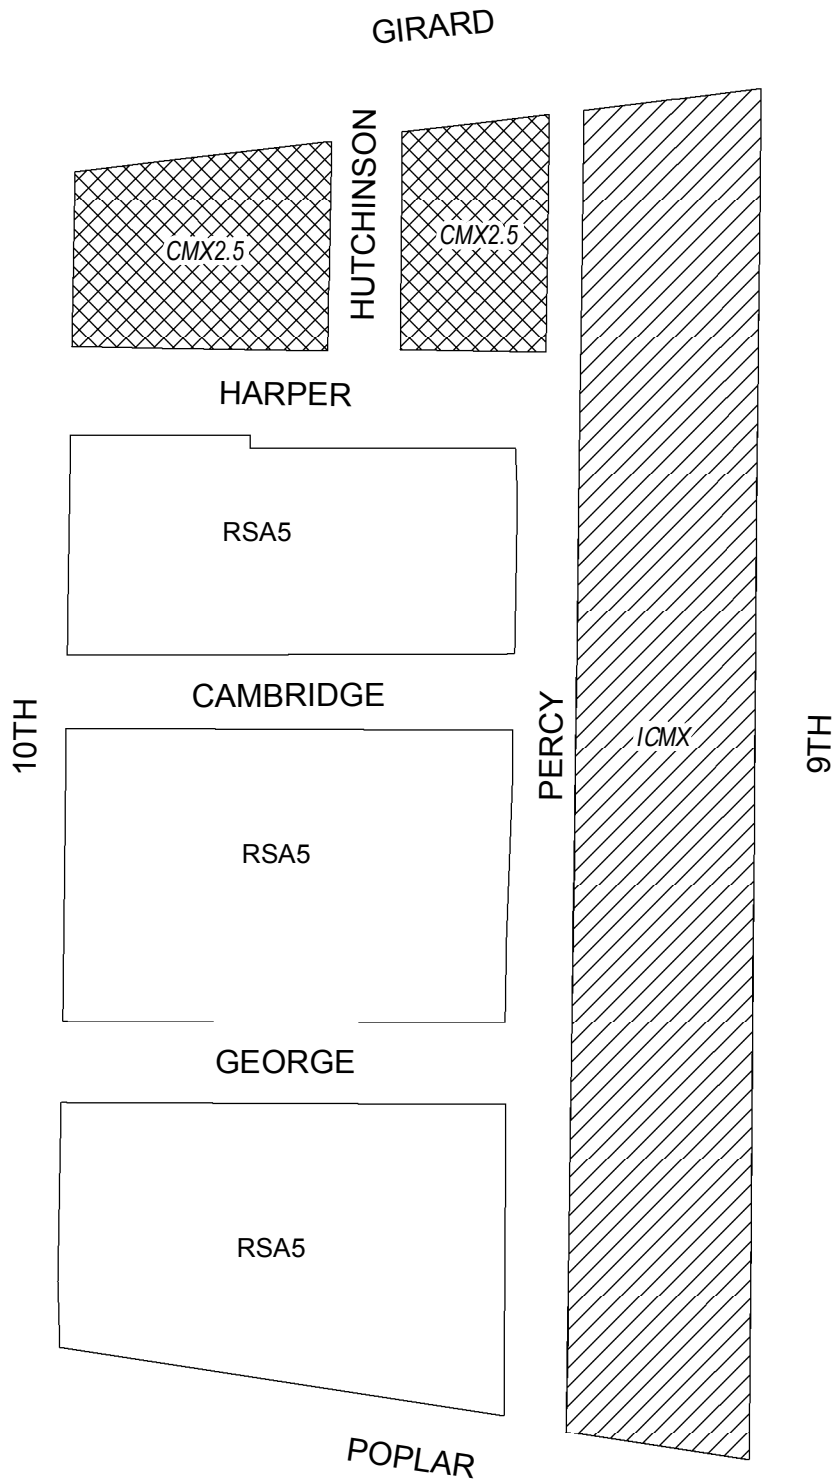 GIRARD
HUTCHINSON
CMX2.5
CMX2.5
HARPER
RSA5
CAMBRIDGE
10TH
PERCY
ICMX
9TH
RSA5
GEORGE
RSA5
POPLAR